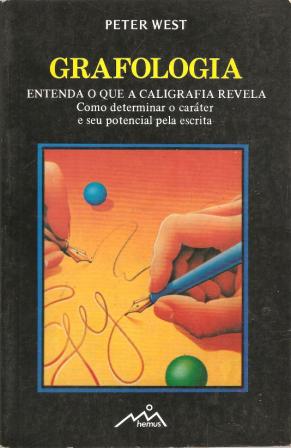 PETER WEST
GRAFOLOGIA
ENTENDA O QUE A CALIGRAFIA REVELA
Como determinar o caráter
e seu potencial pela escrita
hemus